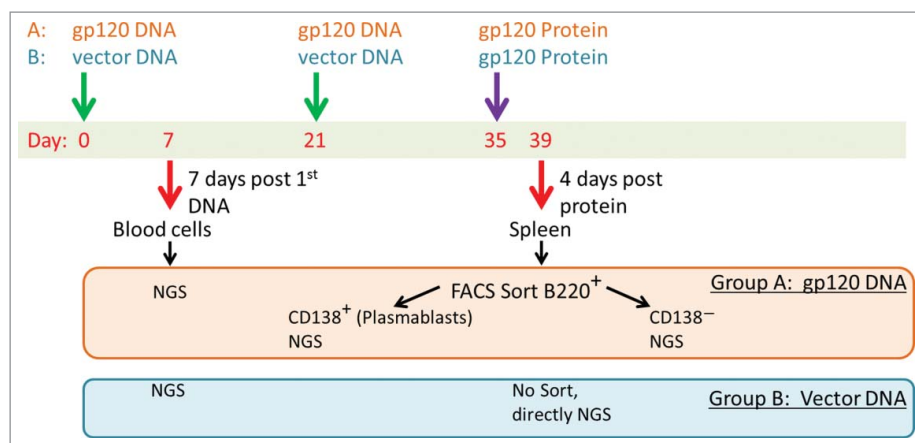 A: gp120 DNA gp120 DNA gp120 Protein
B: vector DNA vector DNA gp120 Protein
Day: 0 7 21 35 39
7 days post 1st
DNA
4 days post
protein
Blood cells Spleen
Group A: gp120 DNA
NGS FACS Sort B220+
CD138+ (Plasmablasts) CD138–
NGS NGS
NGS No Sort,
directly NGS
Group B: Vector DNA